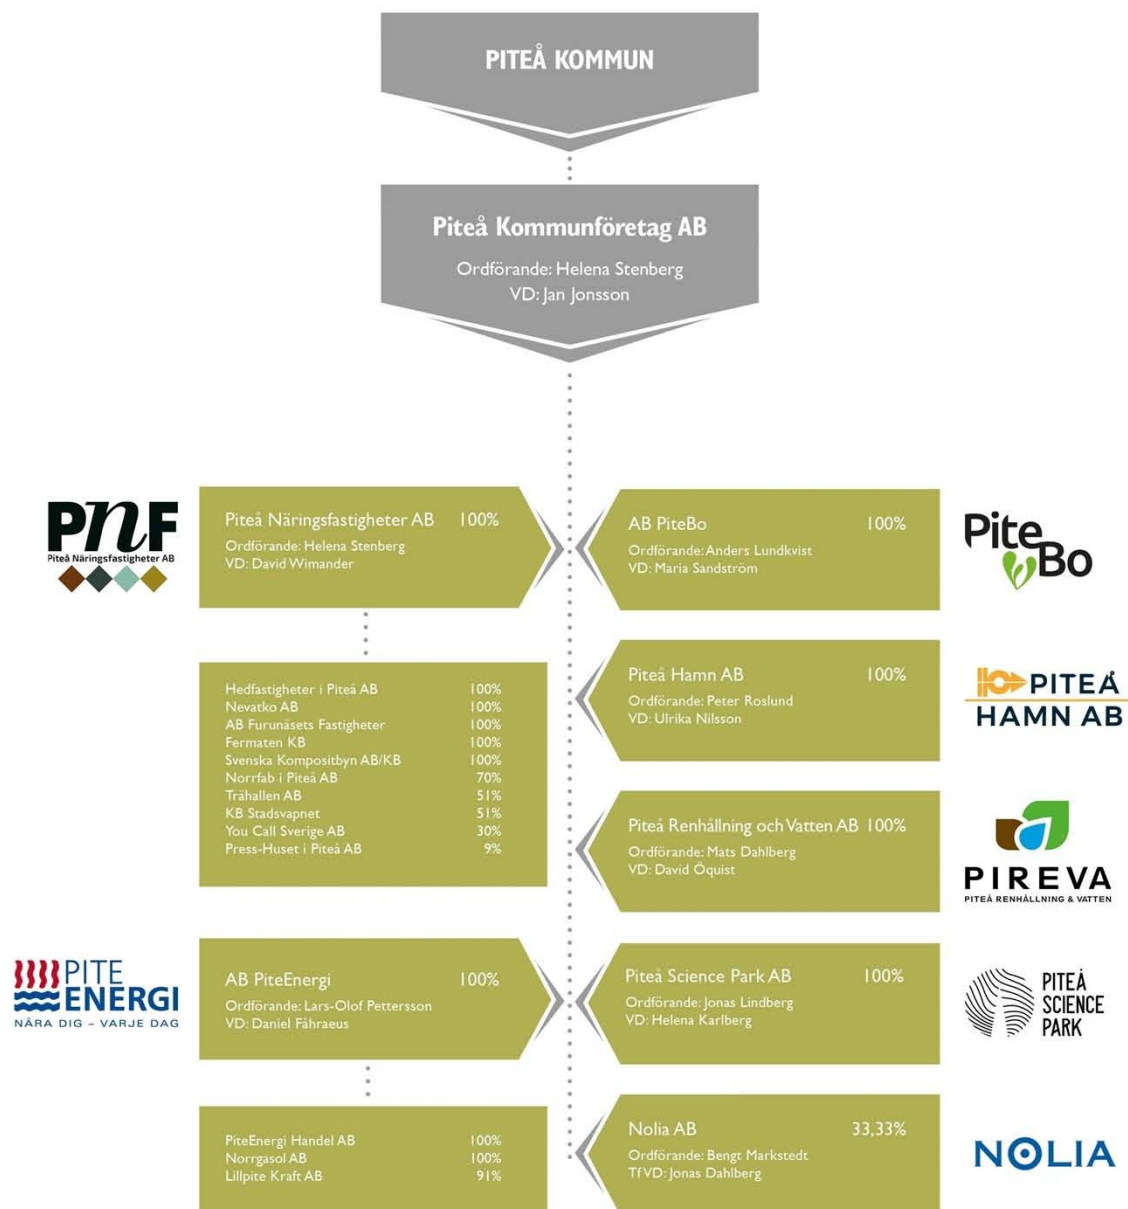 PITEÅ KOMMUN
Piteå Kommunföretag AB
Ordförande: Helena Stenberg
VD: Jan Jonsson
PnF
Piteå Näringsfastigheter AB
Piteå Näringsfastigheter AB 100%
Ordförande: Helena Stenberg
VD: David Wimander
Hedfastigheter i Piteå AB 100%
Nevatko AB 100%
AB Furunäsets Fastigheter 100%
Fermaten KB 100%
Svenska Kompositbyn AB/KB 100%
Norrfab i Piteå AB 70%
Trähallen AB 51%
KB Stadsvapnet 51%
You Call Sverige AB 30%
Press-Huset i Piteå AB 9%
PITE
ENERGI
NÄRA DIG – VARJE DAG
AB PiteEnergi 100%
Ordförande: Lars-Olof Pettersson
VD: Daniel Fåhraeus
PiteEnergi Handel AB 100%
Norrgasol AB 100%
Lillpite Kraft AB 91%
AB PiteBo 100%
Ordförande: Anders Lundkvist
VD: Maria Sandström
Pite
Bo
Piteå Hamn AB 100%
Ordförande: Peter Roslund
VD: Ulrika Nilsson
PITEÅ
HAMN AB
Piteå Renhållning och Vatten AB 100%
Ordförande: Mats Dahlberg
VD: David Öquist
PIREVA
PITEÅ RENHÅLLNING & VATTEN
Piteå Science Park AB 100%
Ordförande: Jonas Lindberg
VD: Helena Karlberg
PITEÅ
SCIENCE
PARK
Nolia AB 33,33%
Ordförande: Bengt Markstedt
Tf VD: Jonas Dahlberg
NOLIA